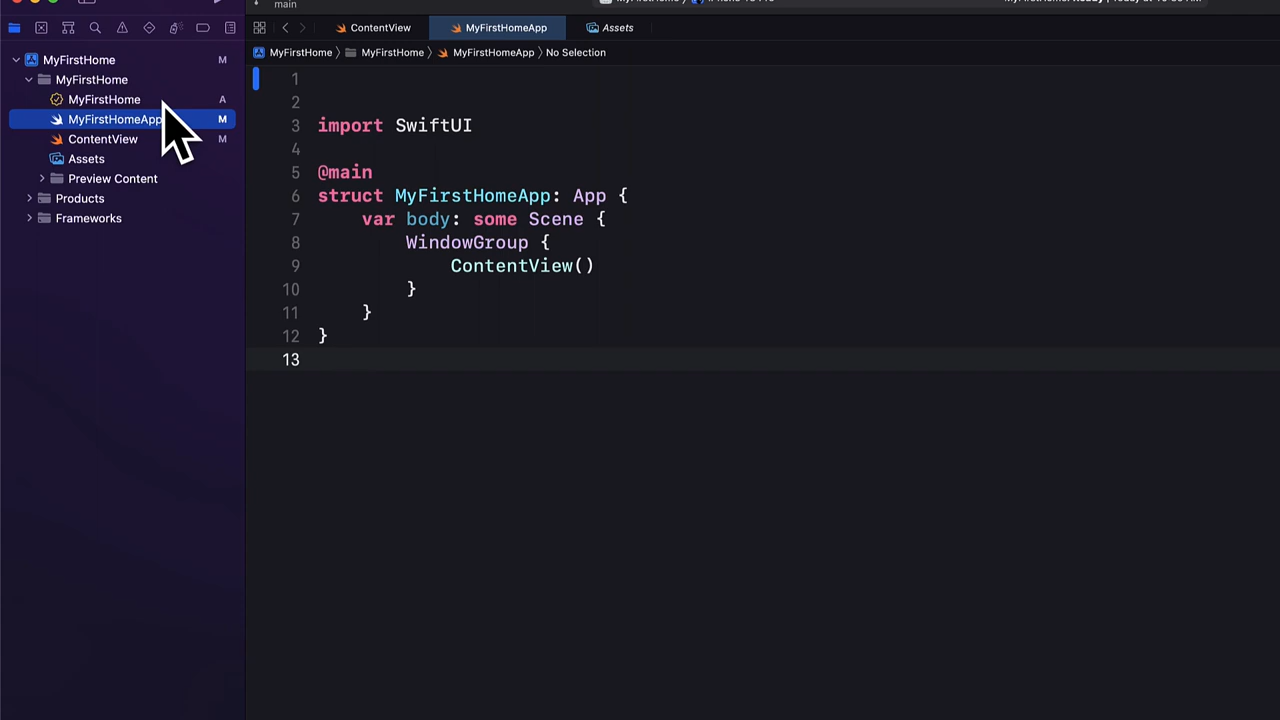 main
ContentView
MyFirstHomeApp
Assets
MyFirstHome M
MyFirstHome
MyFirstHome A
MyFirstHomeApp M
ContentView M
Assets
Preview Content
Products
Frameworks
MyFirstHome 〉 MyFirstHome 〉 MyFirstHomeApp 〉 No Selection
1
2
3 import SwiftUI
4
5 @main
6 struct MyFirstHomeApp: App {
7 var body: some Scene {
8 WindowGroup {
9 ContentView()
10 }
11 }
12 }
13